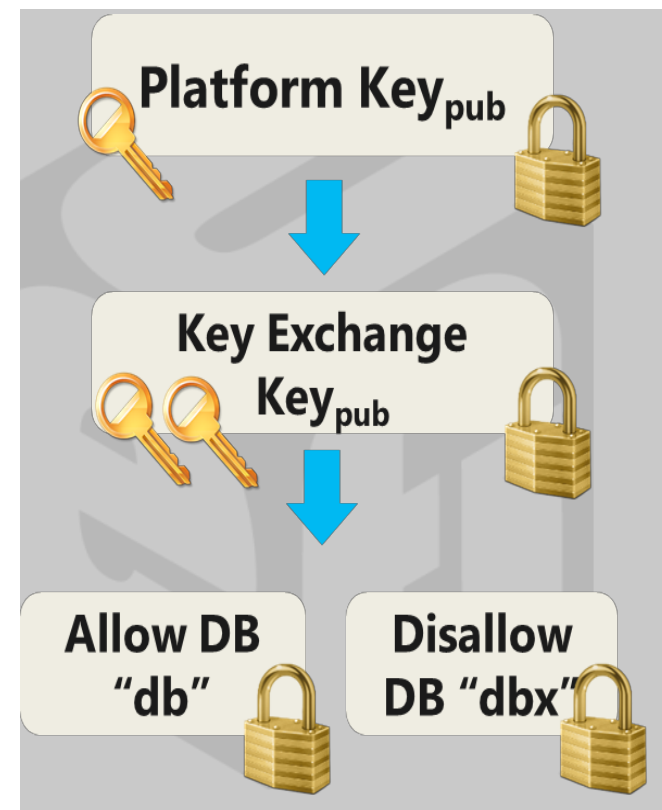 Platform Keypub
Key Exchange
Keypub
Allow DB
“db”
Disallow
DB “dbx”